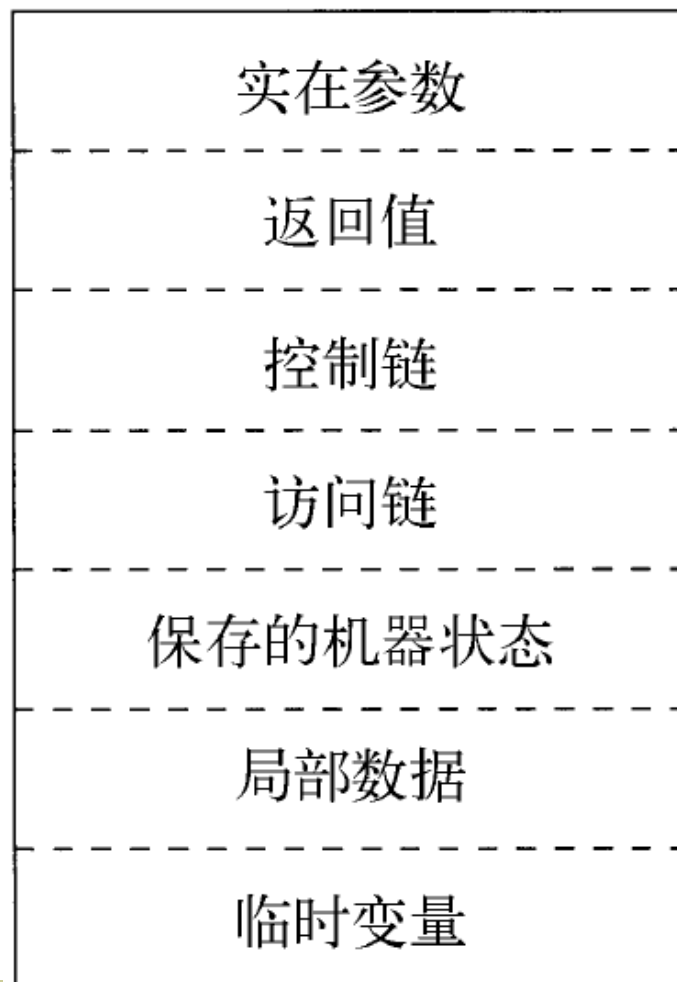 实在参数
返回值
控制链
访问链
保存的机器状态
局部数据
临时变量